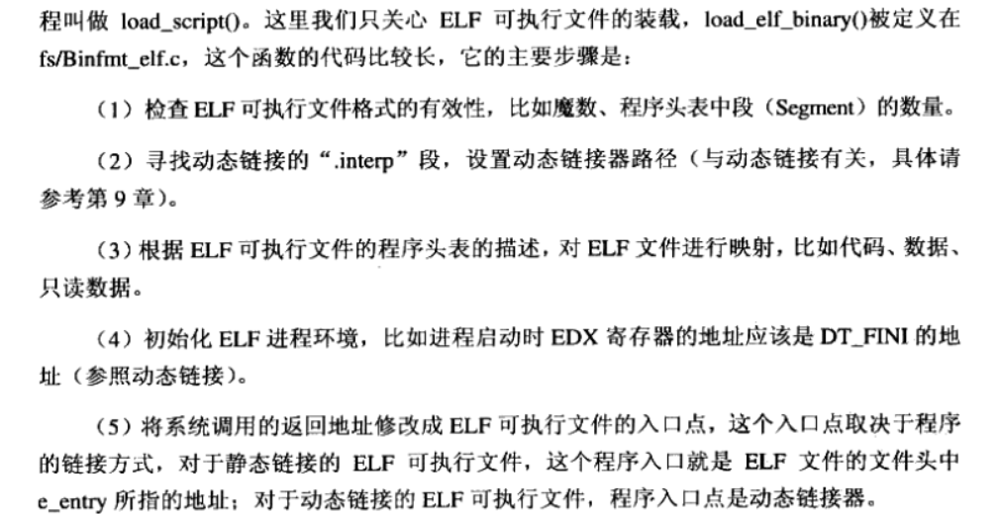 程叫做 load_script()。这里我们只关心 ELF 可执行文件的装载，load_elf_binary()被定义在
fs/Binfmt_elf.c，这个函数的代码比较长，它的主要步骤是：
（1）检查 ELF 可执行文件格式的有效性，比如魔数、程序头表中段（Segment）的数量。
（2）寻找动态链接的“.interp”段，设置动态链接器路径（与动态链接有关，具体请
参考第 9 章）。
（3）根据 ELF 可执行文件的程序头表的描述，对 ELF 文件进行映射，比如代码、数据、
只读数据。
（4）初始化 ELF 进程环境，比如进程启动时 EDX 寄存器的地址应该是 DT_FINI 的地
址（参照动态链接）。
（5）将系统调用的返回地址修改成 ELF 可执行文件的入口点，这个入口点取决于程序
的链接方式，对于静态链接的 ELF 可执行文件，这个程序入口就是 ELF 文件的文件头中
e_entry 所指的地址；对于动态链接的 ELF 可执行文件，程序入口点是动态链接器。